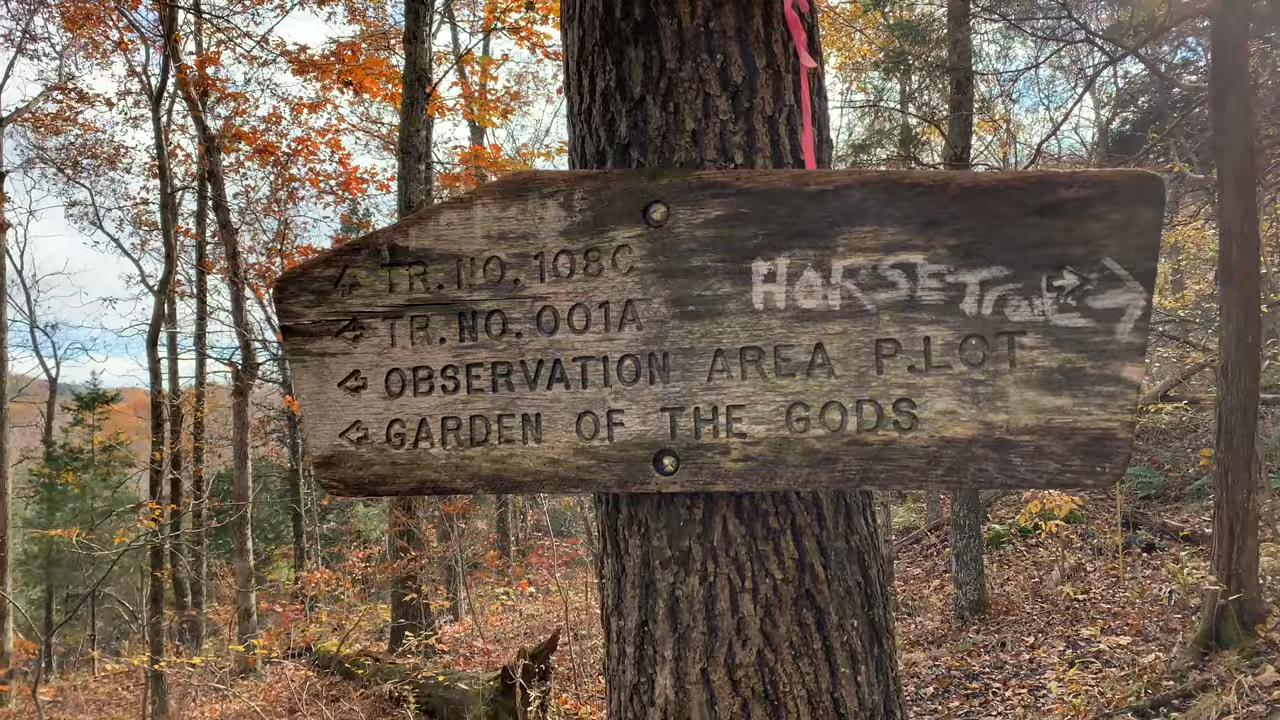 TR. NO. 108C
TR. NO. 001A
OBSERVATION AREA P.LOT
GARDEN OF THE GODS
HORSE Trail